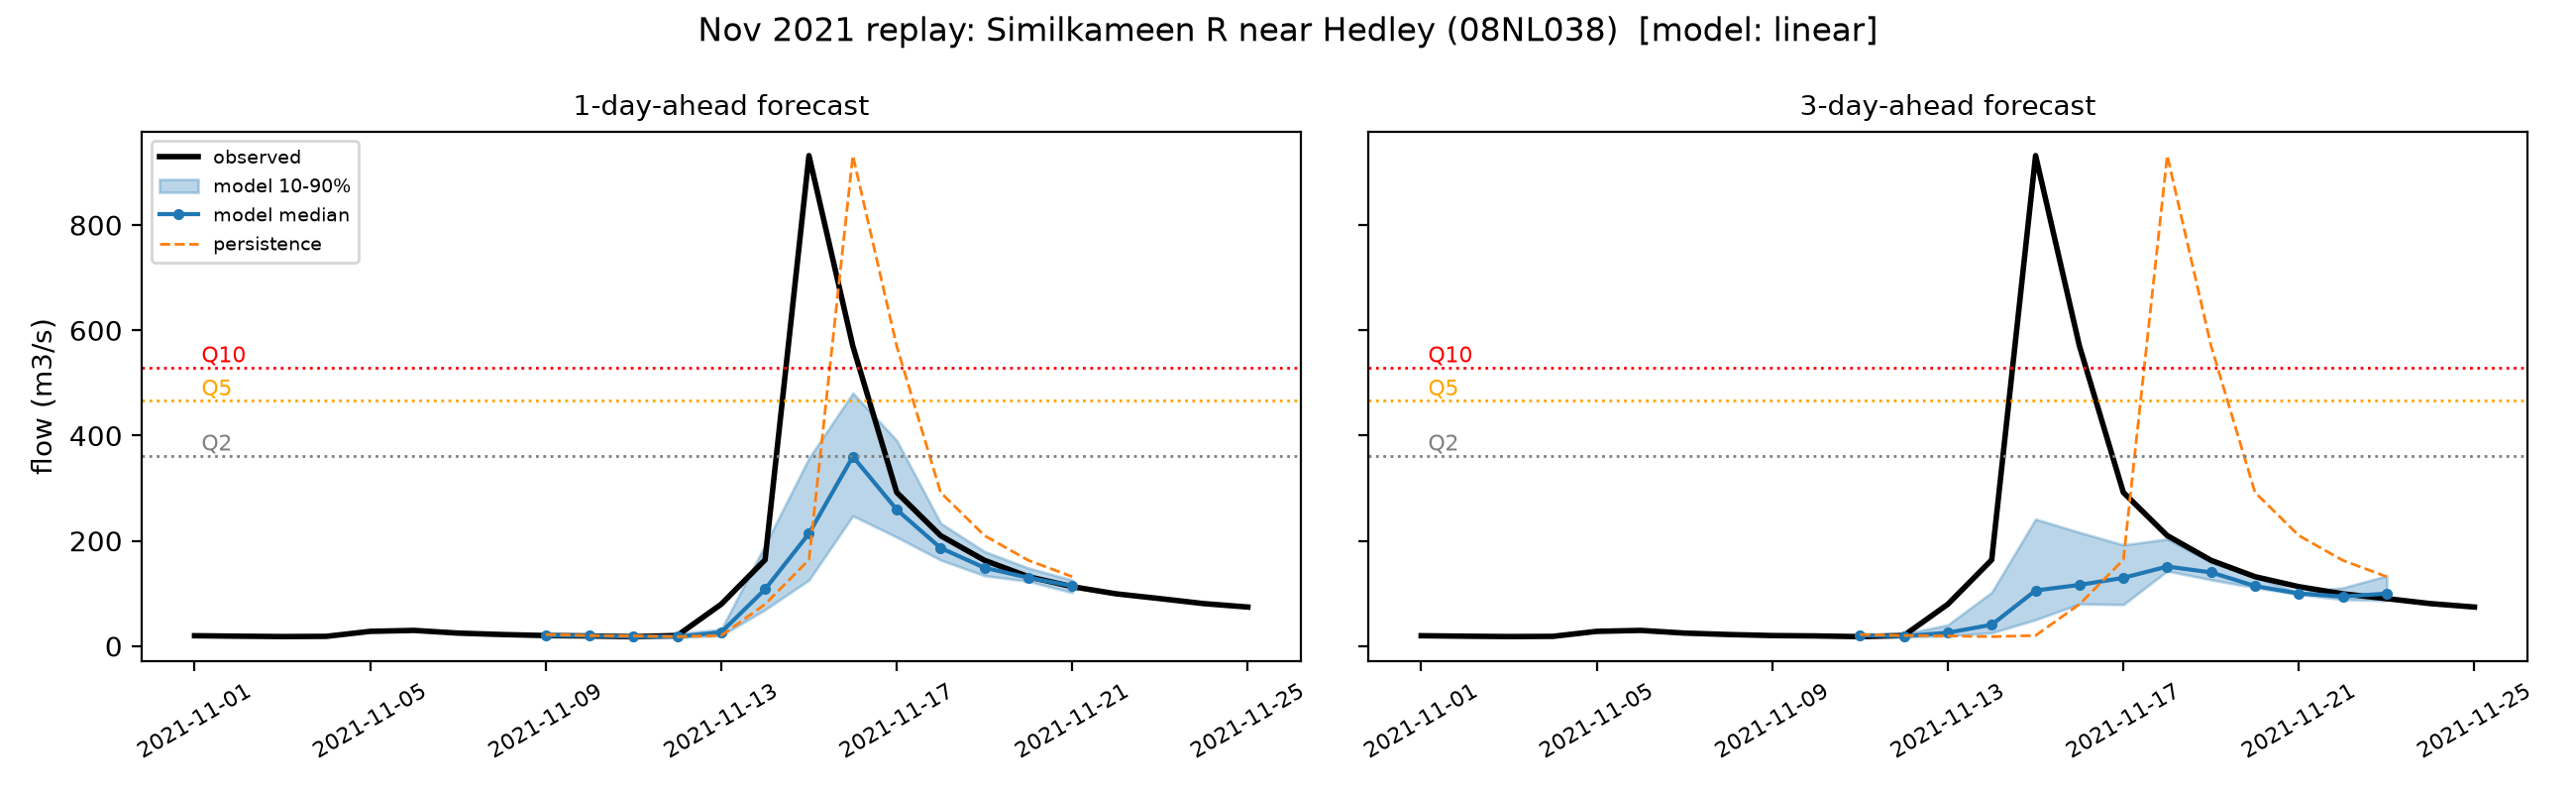 Nov 2021 replay: Similkameen R near Hedley (08NL038)  [model: linear]
1-day-ahead forecast
observed
model 10-90%
model median
persistence
flow (m3/s)
800
600
400
200
0
Q10
Q5
Q2
2021-11-01
2021-11-05
2021-11-09
2021-11-13
2021-11-17
2021-11-21
2021-11-25
3-day-ahead forecast
Q10
Q5
Q2
2021-11-01
2021-11-05
2021-11-09
2021-11-13
2021-11-17
2021-11-21
2021-11-25